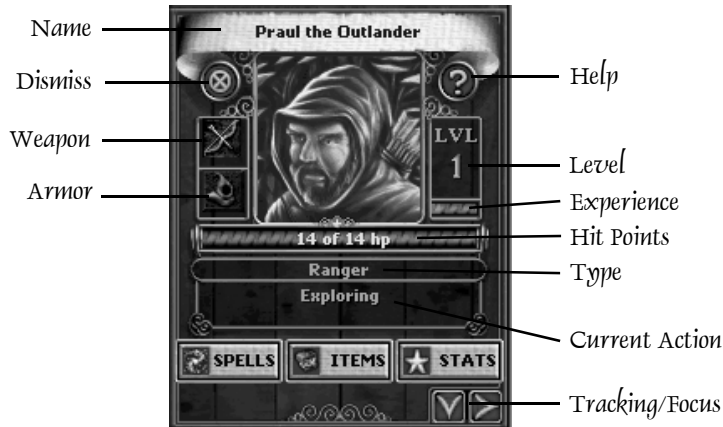 Name
Praul the Outlander
Dismiss
?
Help
Weapon
LVL
1
Level
Armor
Experience
14 of 14 hp
Hit Points
Ranger
Type
Exploring
Current Action
SPELLS
ITEMS
STATS
Tracking/Focus